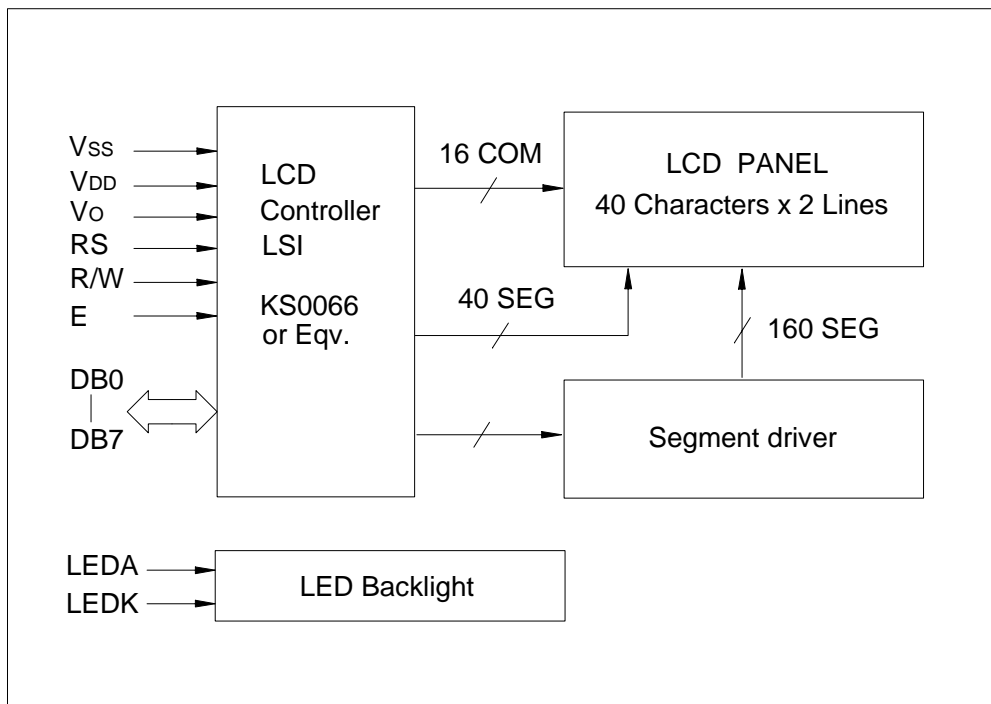 VSS
VDD
VO
RS
R/W
E
DB0
DB7
LCD
Controller
LSI
KS0066
or Eqv.
16 COM
40 SEG
LCD PANEL
40 Characters x 2 Lines
160 SEG
Segment driver
LEDA
LEDK
LED Backlight